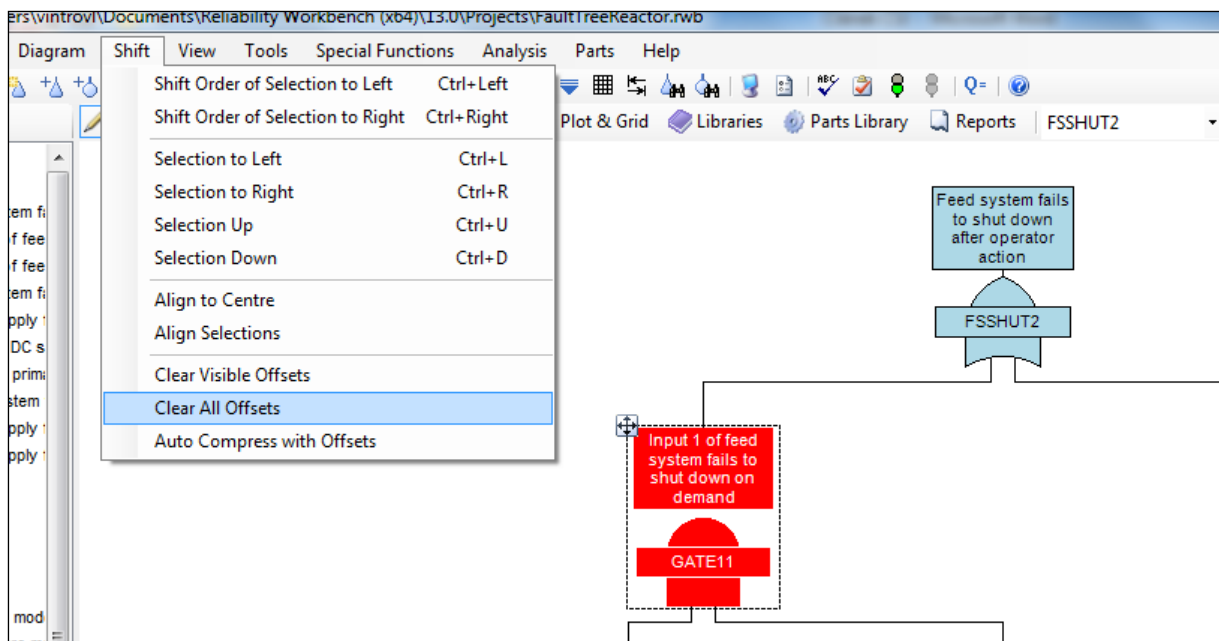 ers\vintrovl\Documents\Reliability Workbench (x64)\13.0\Projects\FaultTreeReactor.rwb
Diagram Shift View Tools Special Functions Analysis Parts Help
Shift Order of Selection to Left Ctrl+Left
ABC Q=
Shift Order of Selection to Right Ctrl+Right
Plot & Grid Libraries Parts Library Reports FSSHUT2
Selection to Left Ctrl+L
Selection to Right Ctrl+R
Selection Up Ctrl+U
Selection Down Ctrl+D
Align to Centre
Align Selections
Clear Visible Offsets
Clear All Offsets
Auto Compress with Offsets
tem fa
of fee
of fee
tem fa
pply
DC s
prima
stem
pply
pply
mod
Feed system fails
to shut down
after operator
action
FSSHUT2
Input 1 of feed
system fails to
shut down on
demand
GATE11